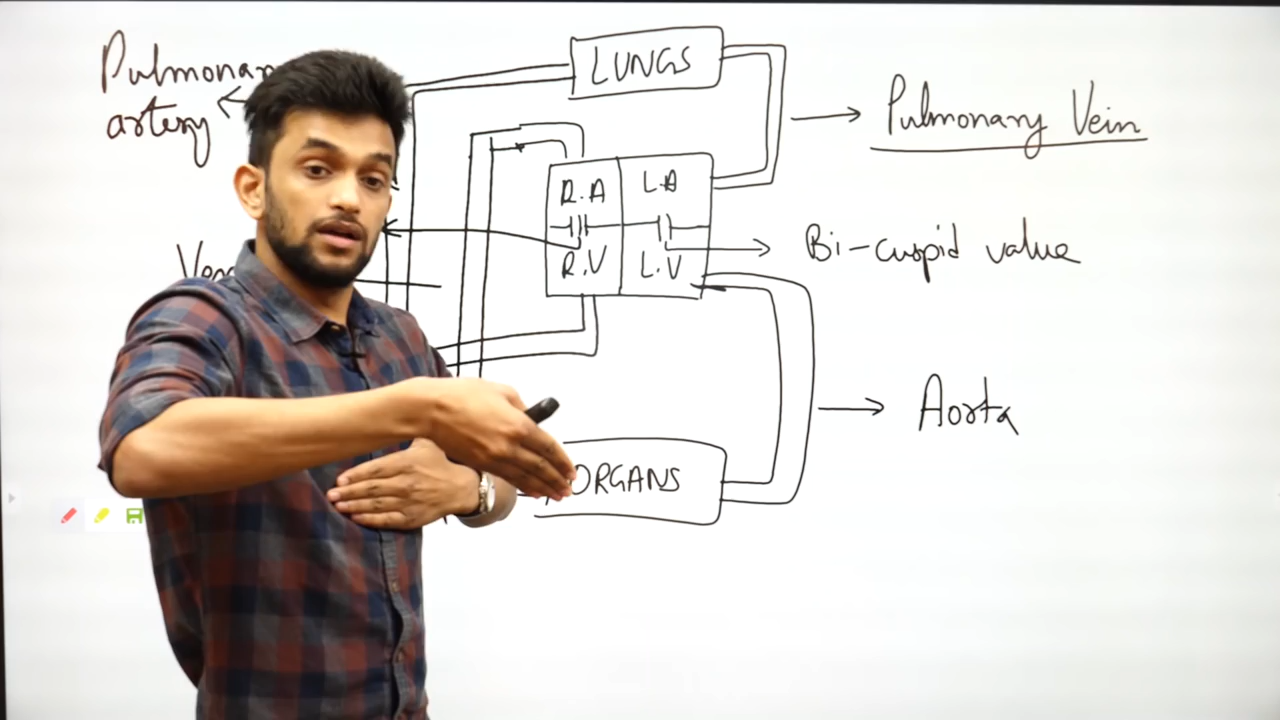 LUNGS
Pulmonary
artery
Pulmonary Vein
R.A
L.A
Bi-cuspid value
R.V
L.V
Aorta
ORGANS